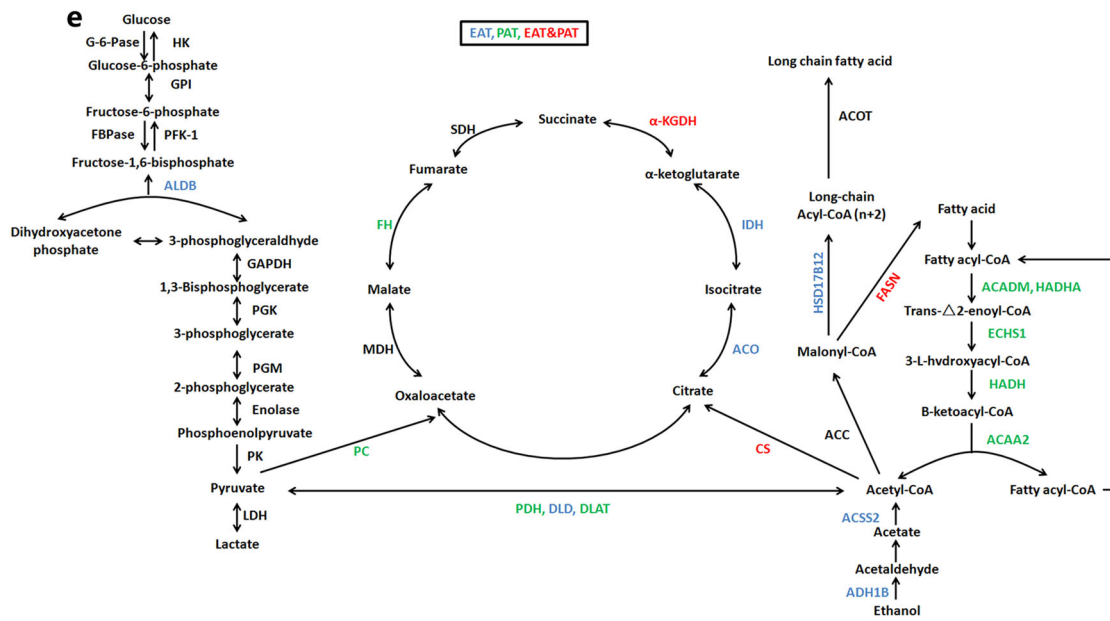 e
Glucose
G-6-Pase
HK
Glucose-6-phosphate
GPI
Fructose-6-phosphate
FBPase
PFK-1
Fructose-1,6-bisphosphate
ALDB
Dihydroxyacetone
phosphate
3-phosphoglyceraldhyde
GAPDH
1,3-Bisphosphoglycerate
PGK
3-phosphoglycerate
PGM
2-phosphoglycerate
Enolase
Phosphoenolpyruvate
PK
Pyruvate
LDH
Lactate
EAT, PAT, EAT&PAT
Succinate
SDH
α-KGDH
Fumarate
α-ketoglutarate
FH
IDH
Malate
Isocitrate
MDH
ACO
Oxaloacetate
Citrate
PC
CS
PDH, DLD, DLAT
Long chain fatty acid
ACOT
Long-chain
Acyl-CoA (n+2)
HSD17B12
FASN
Malonyl-CoA
ACC
Acetyl-CoA
ACSS2
Acetate
Acetaldehyde
ADH1B
Ethanol
Fatty acid
Fatty acyl-CoA
ACADM, HADHA
Trans-△2-enoyl-CoA
ECHS1
3-L-hvdroxyacyl-CoA
HADH
B-ketoacyl-CoA
ACAA2
Fatty acyl-CoA